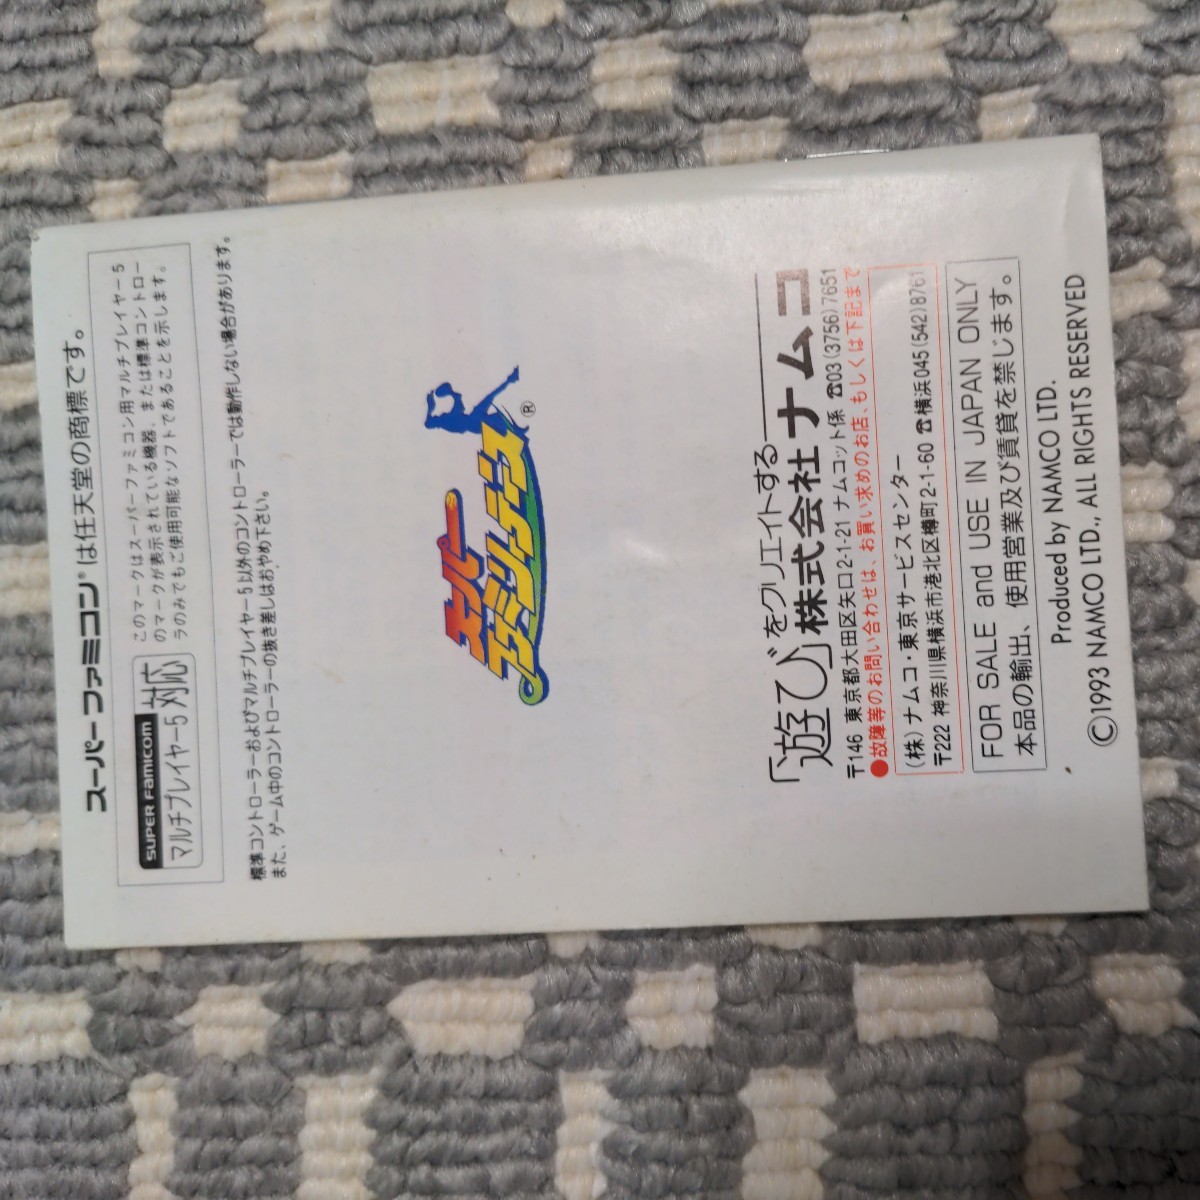 スーパーファミコン®は任天堂の商標です。
SUPER FAMICOM
マルチプレイヤー5対応
このマークはスーパーファミコン用マルチプレイヤー5
のマークが表示されている機器、または標準コントロー
ラのみでもご使用可能なソフトであることを示します。
標準コントローラーおよびマルチプレイヤー5以外のコントローラーでは動作しない場合があります。
また、ゲーム中のコントローラーの抜き差しはおやめ下さい。
スーパー
ファミリーテニス®
「遊び」をクリエイトする
株式会社ナムコ
〒146 東京都大田区矢口2-1-21 ナムコット係 ☎03(3756)7651
●故障等のお問い合わせは、お買い求めのお店、もしくは下記まで
(株)ナムコ・東京サービスセンター
〒222 神奈川県横浜市港北区樽町2-1-60 ☎横浜045(542)8761
FOR SALE and USE IN JAPAN ONLY
本品の輸出、使用営業及び賃貸を禁じます。
Produced by NAMCO LTD.
©1993 NAMCO LTD., ALL RIGHTS RESERVED